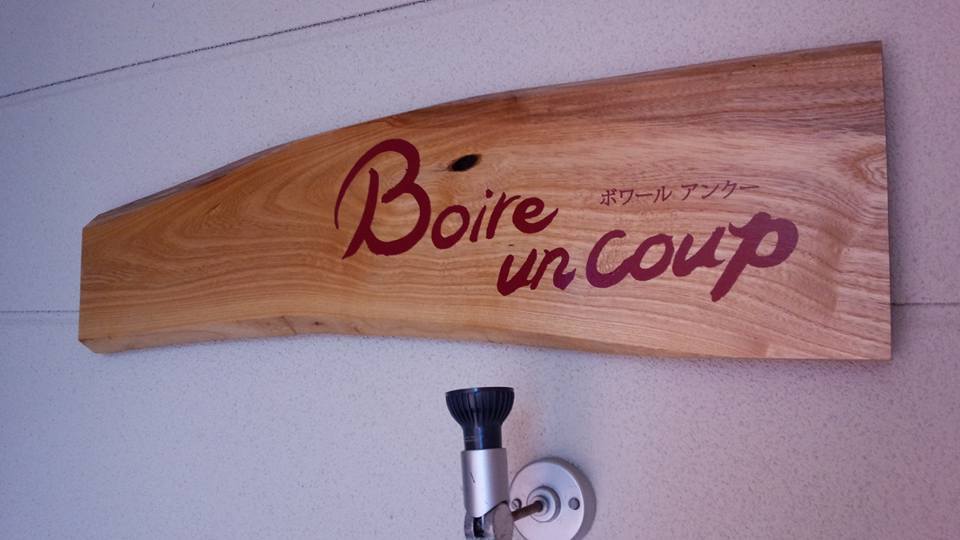 Boire
ボワール アンクー
un coup